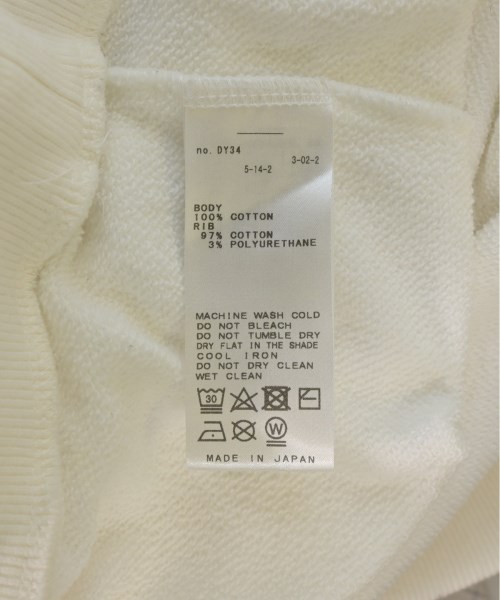 no. DY34
3-02-2
5-14-2
BODY
100% COTTON
RIB
97% COTTON
3% POLYURETHANE
MACHINE WASH COLD
DO NOT BLEACH
DO NOT TUMBLE DRY
DRY FLAT IN THE SHADE
COOL IRON
DO NOT DRY CLEAN
WET CLEAN
30
W
MADE IN JAPAN